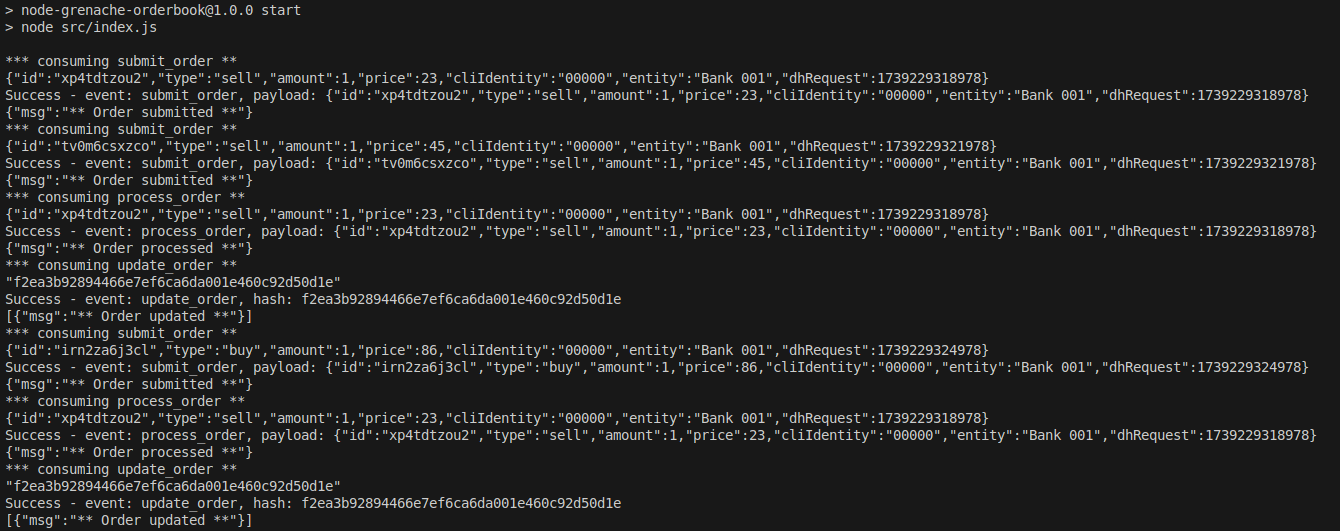 > node-grenache-orderbook@1.0.0 start
> node src/index.js
*** consuming submit_order **
{"id":"xp4tdtzou2","type":"sell","amount":1,"price":23,"cliIdentity":"00000","entity":"Bank 001","dhRequest":1739229318978}
Success - event: submit_order, payload: {"id":"xp4tdtzou2","type":"sell","amount":1,"price":23,"cliIdentity":"00000","entity":"Bank 001","dhRequest":1739229318978}
{"msg":"** Order submitted **"}
*** consuming submit_order **
{"id":"tv0m6csxzco","type":"sell","amount":1,"price":45,"cliIdentity":"00000","entity":"Bank 001","dhRequest":1739229321978}
Success - event: submit_order, payload: {"id":"tv0m6csxzco","type":"sell","amount":1,"price":45,"cliIdentity":"00000","entity":"Bank 001","dhRequest":1739229321978}
{"msg":"** Order submitted **"}
*** consuming process_order **
{"id":"xp4tdtzou2","type":"sell","amount":1,"price":23,"cliIdentity":"00000","entity":"Bank 001","dhRequest":1739229318978}
Success - event: process_order, payload: {"id":"xp4tdtzou2","type":"sell","amount":1,"price":23,"cliIdentity":"00000","entity":"Bank 001","dhRequest":1739229318978}
{"msg":"** Order processed **"}
*** consuming update_order **
"f2ea3b92894466e7ef6ca6da001e460c92d50d1e"
Success - event: update_order, hash: f2ea3b92894466e7ef6ca6da001e460c92d50d1e
[{"msg":"** Order updated **"}]
*** consuming submit_order **
{"id":"irn2za6j3cl","type":"buy","amount":1,"price":86,"cliIdentity":"00000","entity":"Bank 001","dhRequest":1739229324978}
Success - event: submit_order, payload: {"id":"irn2za6j3cl","type":"buy","amount":1,"price":86,"cliIdentity":"00000","entity":"Bank 001","dhRequest":1739229324978}
{"msg":"** Order submitted **"}
*** consuming process_order **
{"id":"xp4tdtzou2","type":"sell","amount":1,"price":23,"cliIdentity":"00000","entity":"Bank 001","dhRequest":1739229318978}
Success - event: process_order, payload: {"id":"xp4tdtzou2","type":"sell","amount":1,"price":23,"cliIdentity":"00000","entity":"Bank 001","dhRequest":1739229318978}
{"msg":"** Order processed **"}
*** consuming update_order **
"f2ea3b92894466e7ef6ca6da001e460c92d50d1e"
Success - event: update_order, hash: f2ea3b92894466e7ef6ca6da001e460c92d50d1e
[{"msg":"** Order updated **"}]